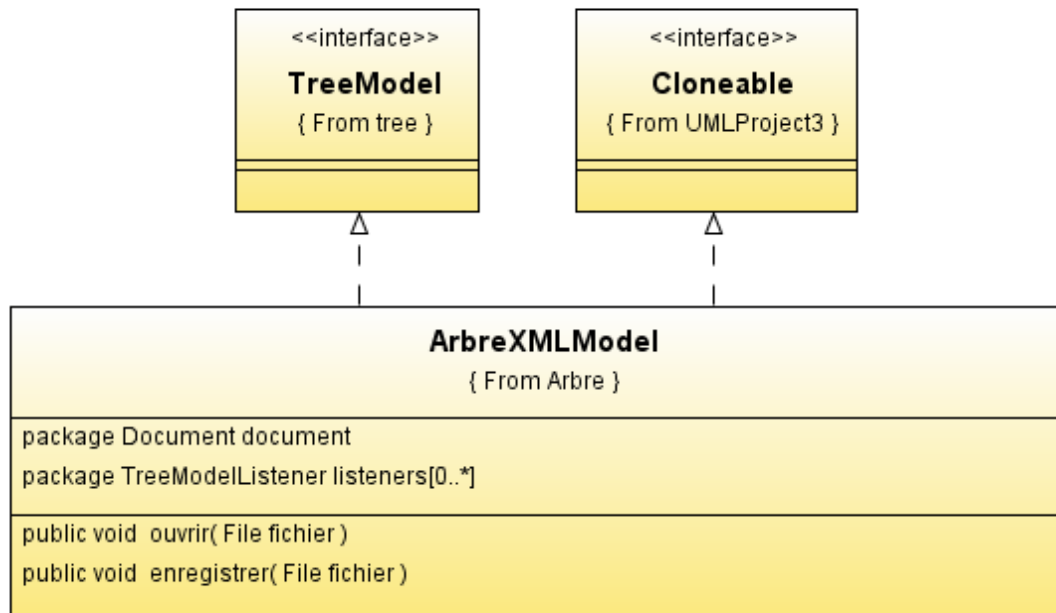 <<interface>> <<interface>>
TreeModel Cloneable
{ From tree } { From UMLProject3 }
ArbreXMLModel
{ From Arbre }
package Document document
package TreeModelListener listeners[0..*]
public void ouvrir( File fichier )
public void enregistrer( File fichier )